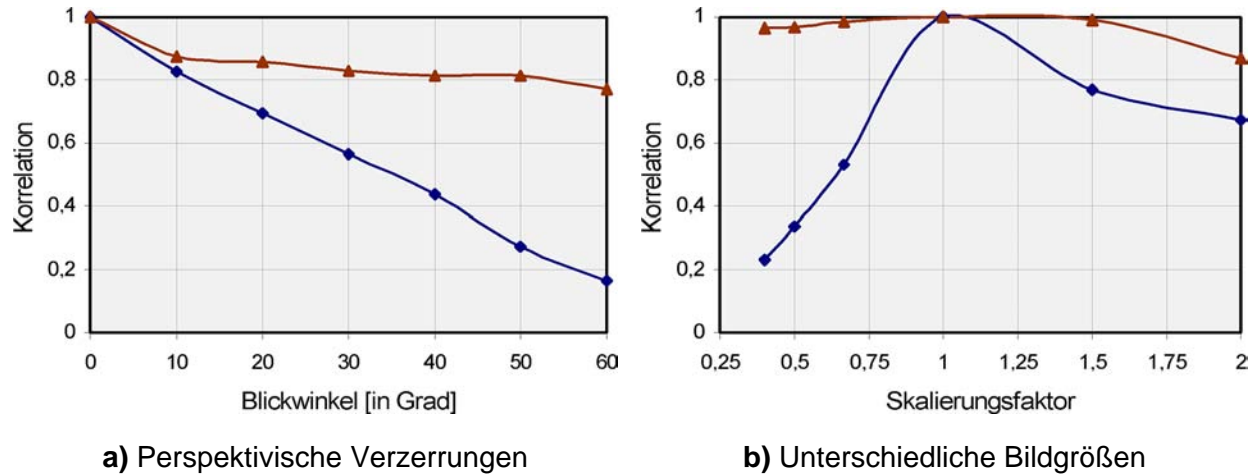 1
0,8
0,6
0,4
0,2
0
Korrelation
0 10 20 30 40 50 60
Blickwinkel [in Grad]
a) Perspektivische Verzerrungen
1
0,8
0,6
0,4
0,2
0
Korrelation
0,25 0,5 0,75 1 1,25 1,5 1,75 2
Skalierungsfaktor
b) Unterschiedliche Bildgrößen